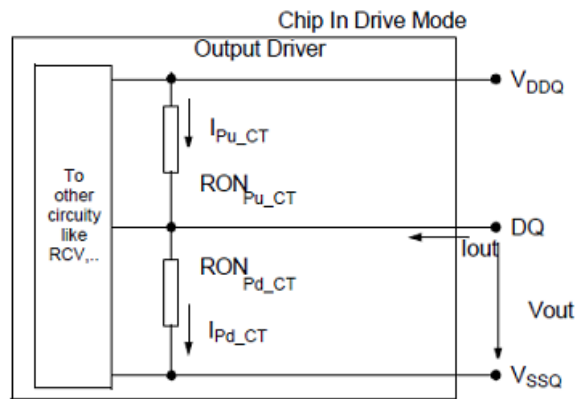 Chip In Drive Mode
Output Driver
VDDQ
IPu_CT
To
other
circuity
like
RCV,..
RONPu_CT
DQ
Iout
RONPd_CT
Vout
IPd_CT
VSSQ